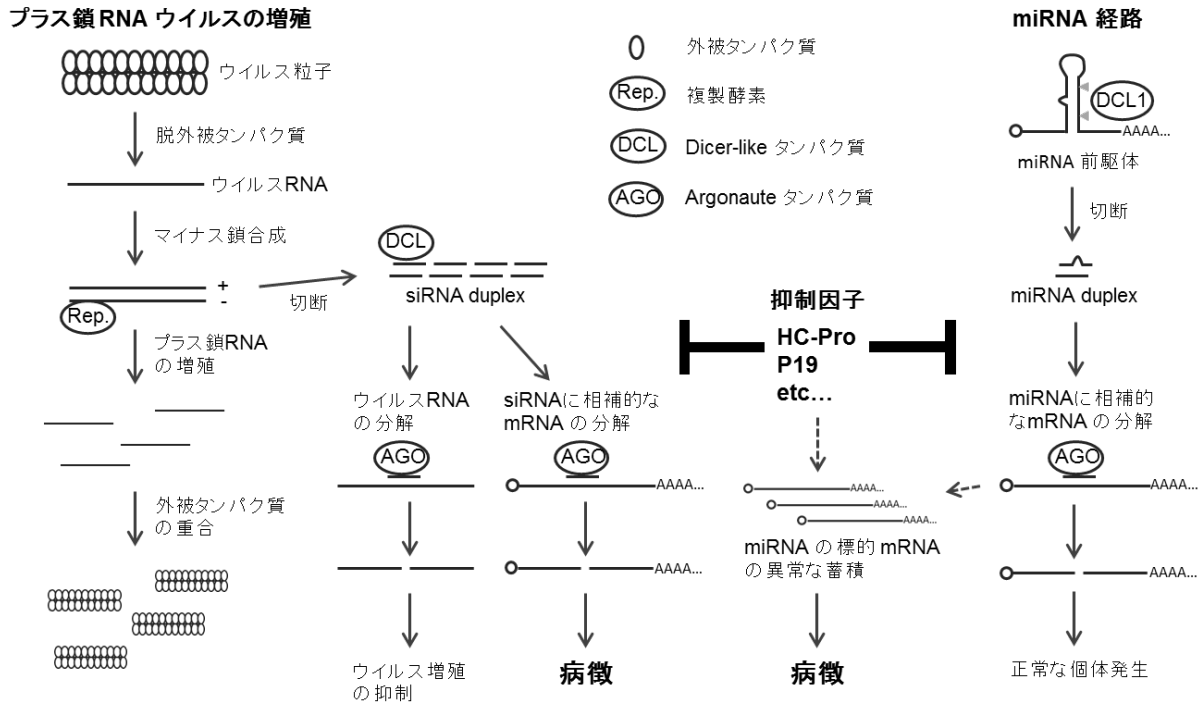 プラス鎖RNA ウイルスの増殖
ウイルス粒子
脱外被タンパク質
ウイルスRNA
マイナス鎖合成
+
-
Rep.
切断
プラス鎖RNA
の増殖
外被タンパク質
の重合
DCL
siRNA duplex
ウイルスRNA
の分解
AGO
ウイルス増殖
の抑制
siRNAに相補的な
mRNA の分解
AGO
AAAA...
AAAA...
病徴
外被タンパク質
Rep.
複製酵素
DCL
Dicer-like タンパク質
AGO
Argonaute タンパク質
抑制因子
HC-Pro
P19
etc…
AAAA...
AAAA...
AAAA...
miRNA の標的 mRNA
の異常な蓄積
病徴
miRNA 経路
DCL1
AAAA...
miRNA 前駆体
切断
miRNA duplex
miRNAに相補的
なmRNA の分解
AGO
AAAA...
AAAA...
正常な個体発生